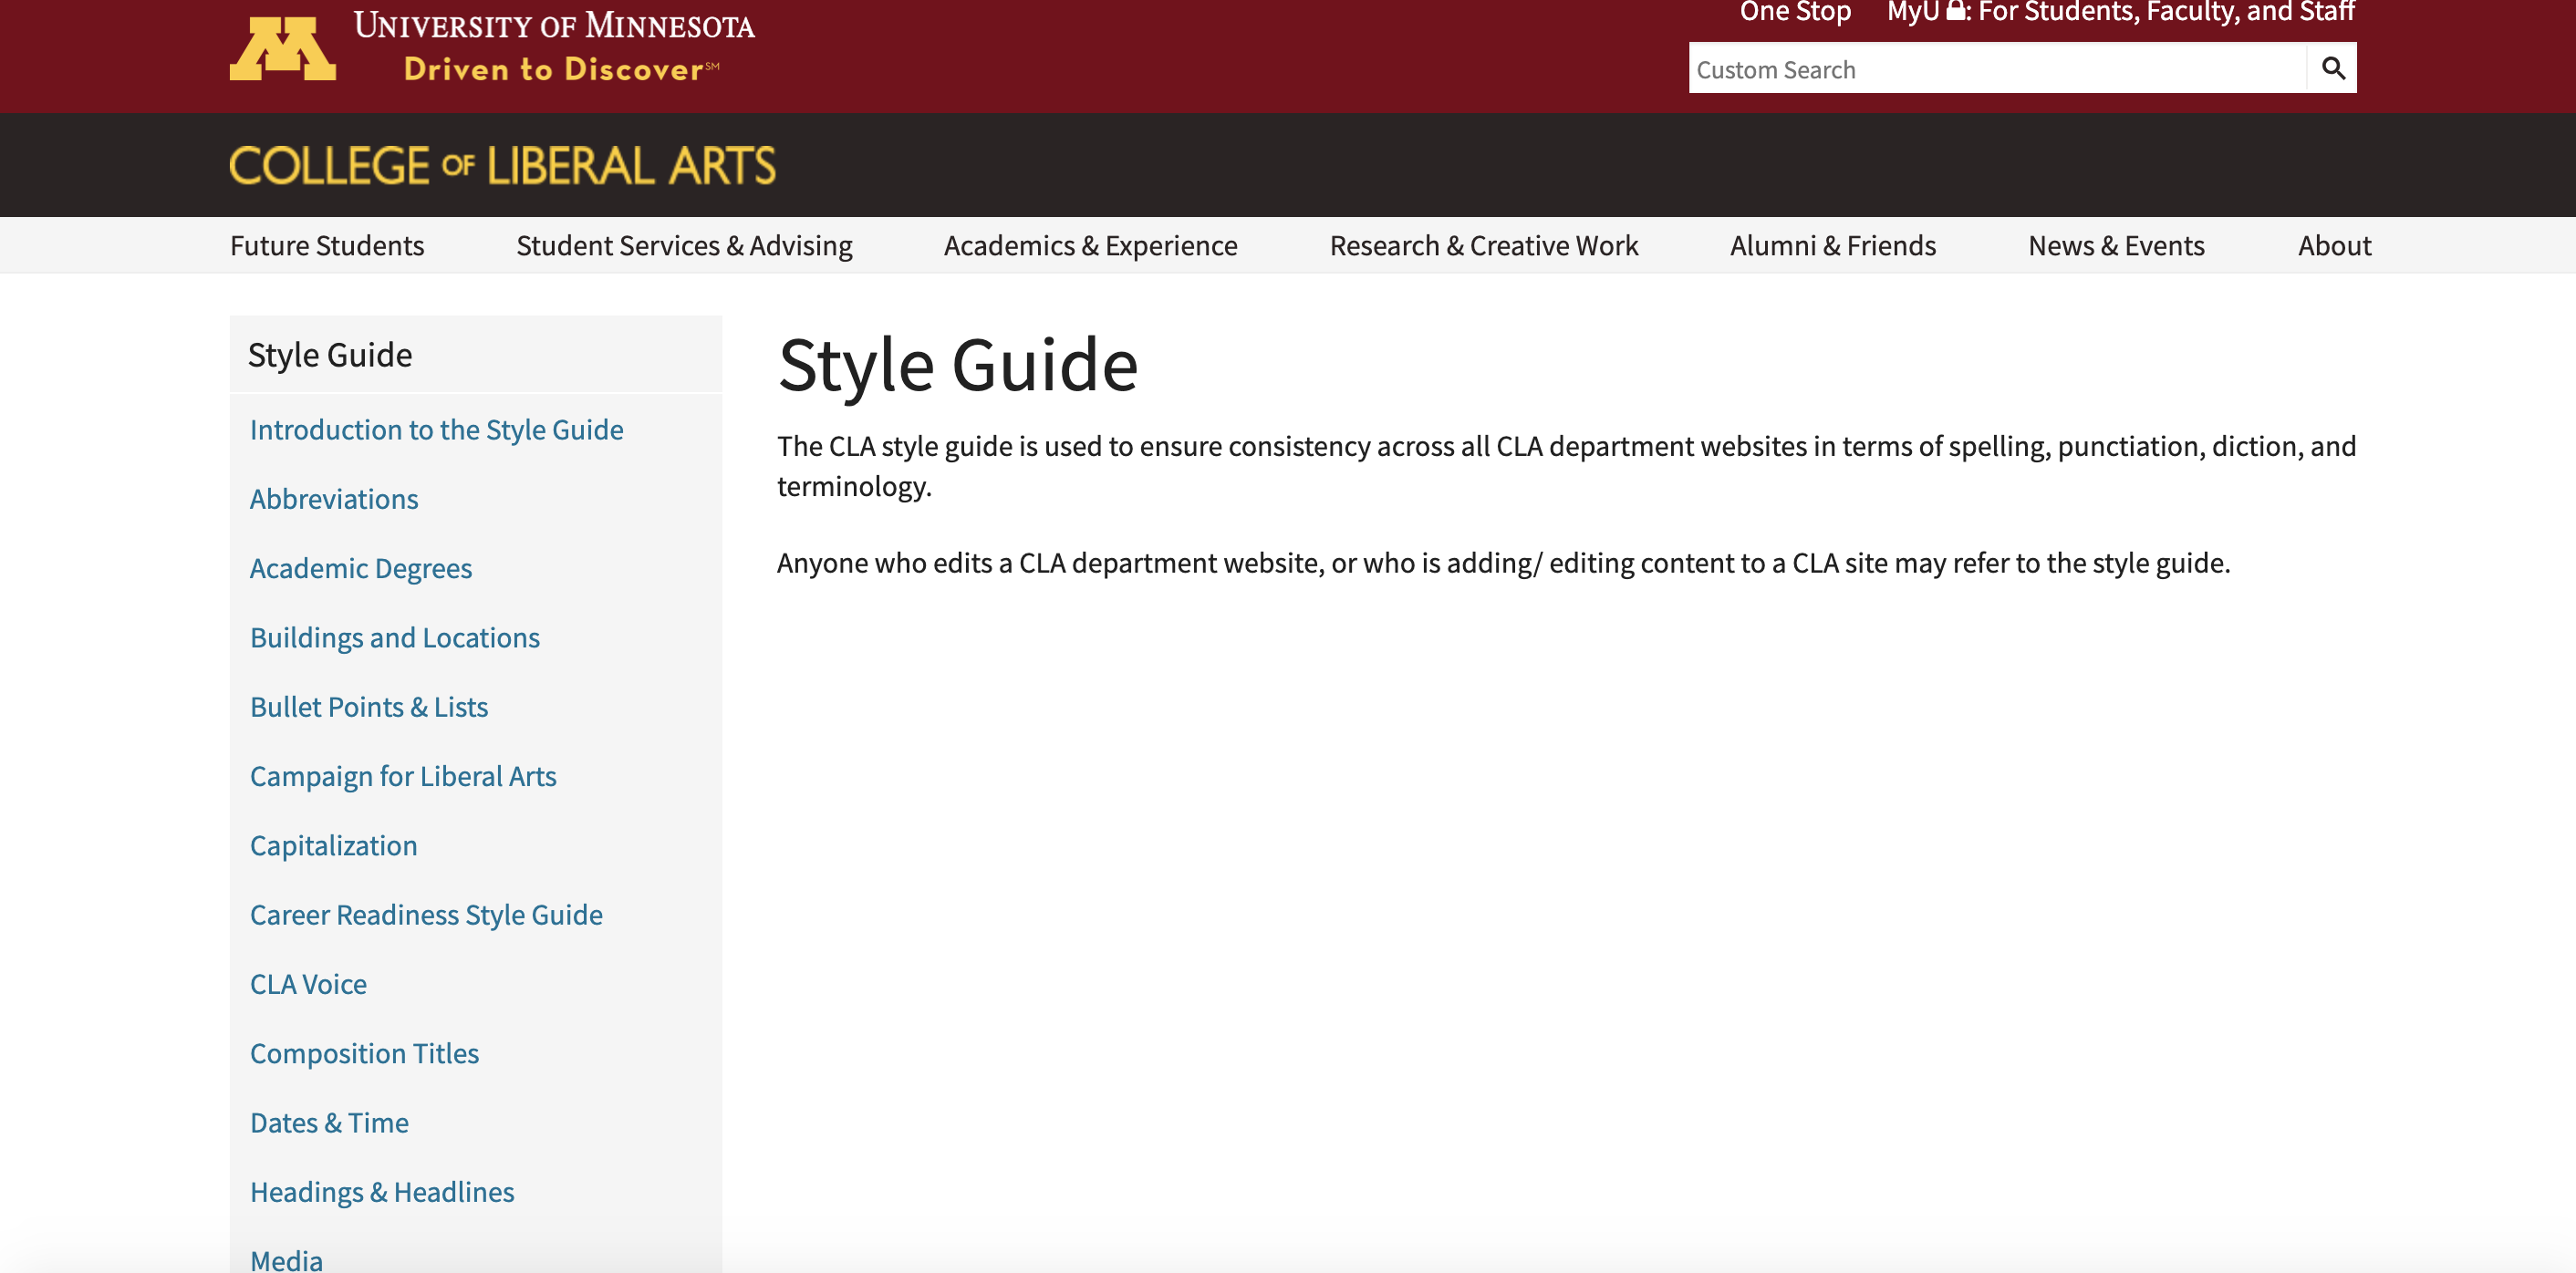 UNIVERSITY OF MINNESOTA
Driven to Discover℠
One Stop MyU : For Students, Faculty, and Staff
Custom Search
COLLEGE OF LIBERAL ARTS
Future Students Student Services & Advising Academics & Experience Research & Creative Work Alumni & Friends News & Events About
Style Guide
Introduction to the Style Guide
Abbreviations
Academic Degrees
Buildings and Locations
Bullet Points & Lists
Campaign for Liberal Arts
Capitalization
Career Readiness Style Guide
CLA Voice
Composition Titles
Dates & Time
Headings & Headlines
Media
Style Guide
The CLA style guide is used to ensure consistency across all CLA department websites in terms of spelling, punctiation, diction, and
terminology.
Anyone who edits a CLA department website, or who is adding/ editing content to a CLA site may refer to the style guide.